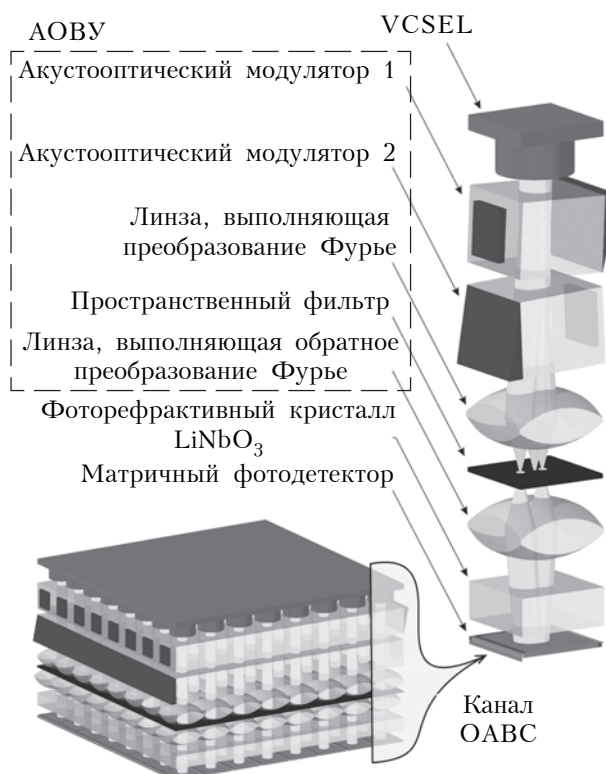 АОВУ
VCSEL
Акустооптический модулятор 1
Акустооптический модулятор 2
Линза, выполняющая
преобразование Фурье
Пространственный фильтр
Линза, выполняющая обратное
преобразование Фурье
Фоторефрактивный кристалл
LiNbO₃
Матричный фотодетектор
Канал
ОАВС